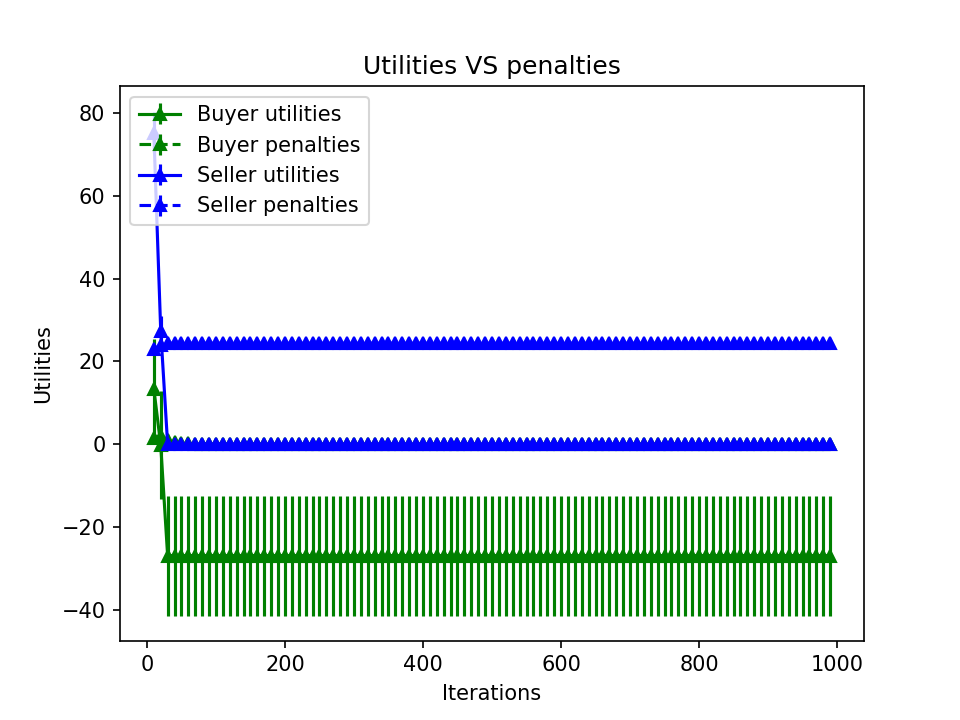 Utilities VS penalties
80
60
40
20
0
−20
−40
Utilities
Buyer utilities
Buyer penalties
Seller utilities
Seller penalties
0
200
400
600
800
1000
Iterations